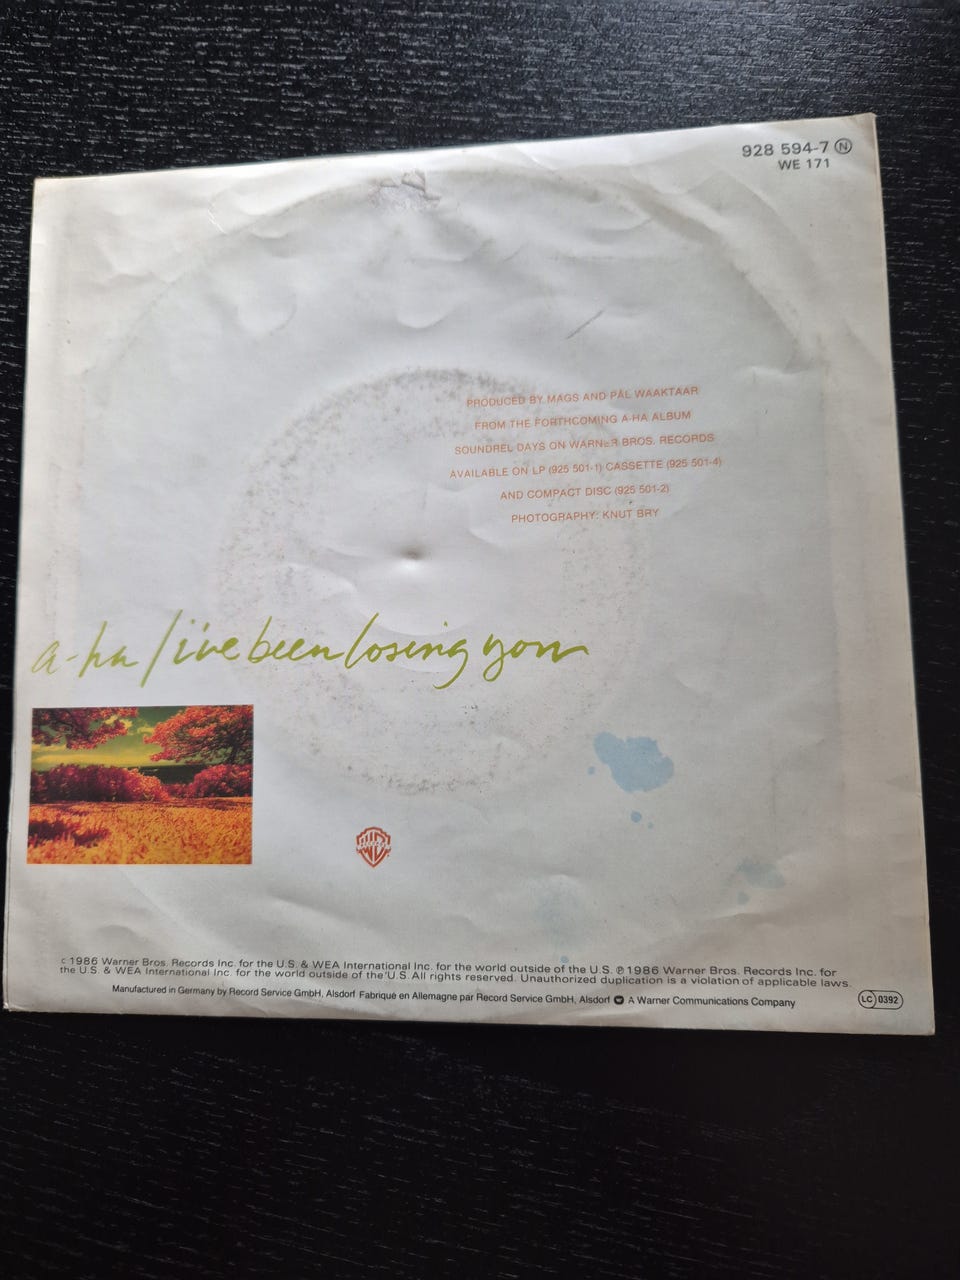 928 594-7 Ⓝ
WE 171
PRODUCED BY MAGS AND PÅL WAAKTAAR
FROM THE FORTHCOMING A-HA ALBUM
SOUNDREL DAYS ON WARNER BROS. RECORDS
AVAILABLE ON LP (925 501-1) CASSETTE (925 501-4)
AND COMPACT DISC (925 501-2)
PHOTOGRAPHY: KNUT BRY
a-ha / i've been losing you
WB
c 1986 Warner Bros. Records Inc. for the U.S. & WEA International Inc. for the world outside of the U.S. ℗ 1986 Warner Bros. Records Inc. for
the U.S. & WEA International Inc. for the world outside of the U.S. All rights reserved. Unauthorized duplication is a violation of applicable laws.
Manufactured in Germany by Record Service GmbH, Alsdorf Fabriqué en Allemagne par Record Service GmbH, Alsdorf A Warner Communications Company
LC 0392